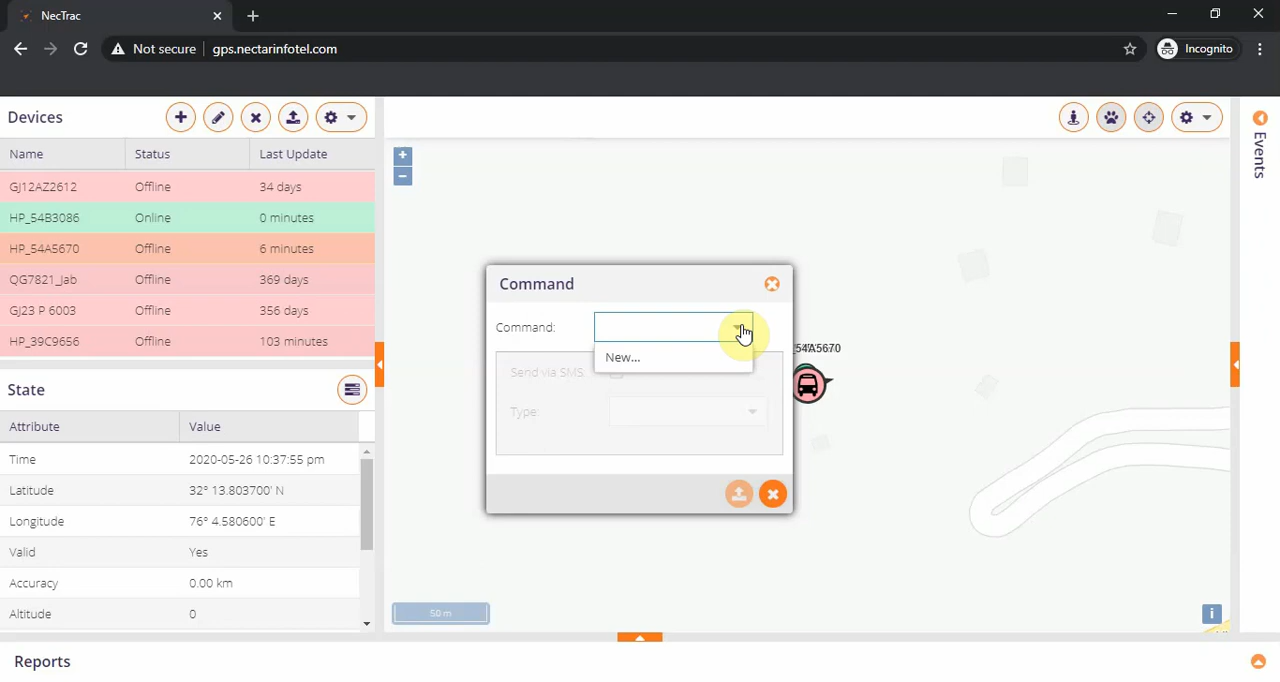 NecTrac
Not secure gps.nectarinfotel.com Incognito
Devices
Name Status Last Update
GJ12AZ2612 Offline 34 days
HP_54B3086 Online 0 minutes
HP_54A5670 Offline 6 minutes
QG7821_Jab Offline 369 days
GJ23 P 6003 Offline 356 days
HP_39C9656 Offline 103 minutes
State
Attribute Value
Time 2020-05-26 10:37:55 pm
Latitude 32° 13.803700' N
Longitude 76° 4.580600' E
Valid Yes
Accuracy 0.00 km
Altitude 0
Command
Command:
New...
Send via SMS:
Type:
_54A5670
50 m
i
Events
Reports